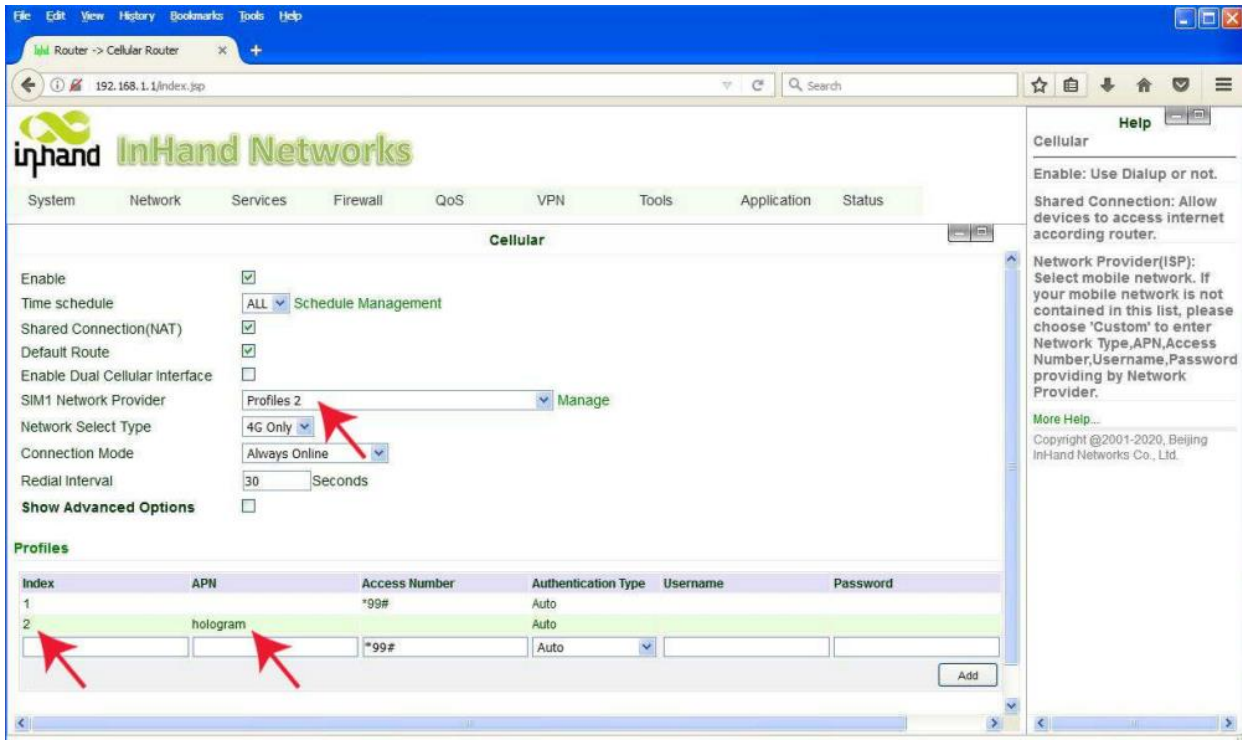 File Edit View History Bookmarks Tools Help
Router -> Cellular Router
192.168.1.1/index.jsp
Search
inhand InHand Networks
System Network Services Firewall QoS VPN Tools Application Status
Cellular
Enable
Time schedule ALL Schedule Management
Shared Connection(NAT)
Default Route
Enable Dual Cellular Interface
SIM1 Network Provider Profiles 2 Manage
Network Select Type 4G Only
Connection Mode Always Online
Redial Interval 30 Seconds
Show Advanced Options
Profiles
Index APN Access Number Authentication Type Username Password
1 *99# Auto
2 hologram Auto
*99# Auto
Add
Help
Cellular
Enable: Use Dialup or not.
Shared Connection: Allow
devices to access internet
according router.
Network Provider(ISP):
Select mobile network. If
your mobile network is not
contained in this list, please
choose 'Custom' to enter
Network Type,APN,Access
Number,Username,Password
providing by Network
Provider.
More Help...
Copyright @2001-2020, Beijing
InHand Networks Co., Ltd.